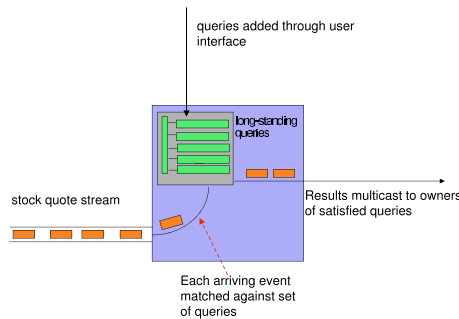 queries added through user
interface
long-standing
queries
stock quote stream
Results multicast to owners
of satisfied queries
Each arriving event
matched against set
of queries